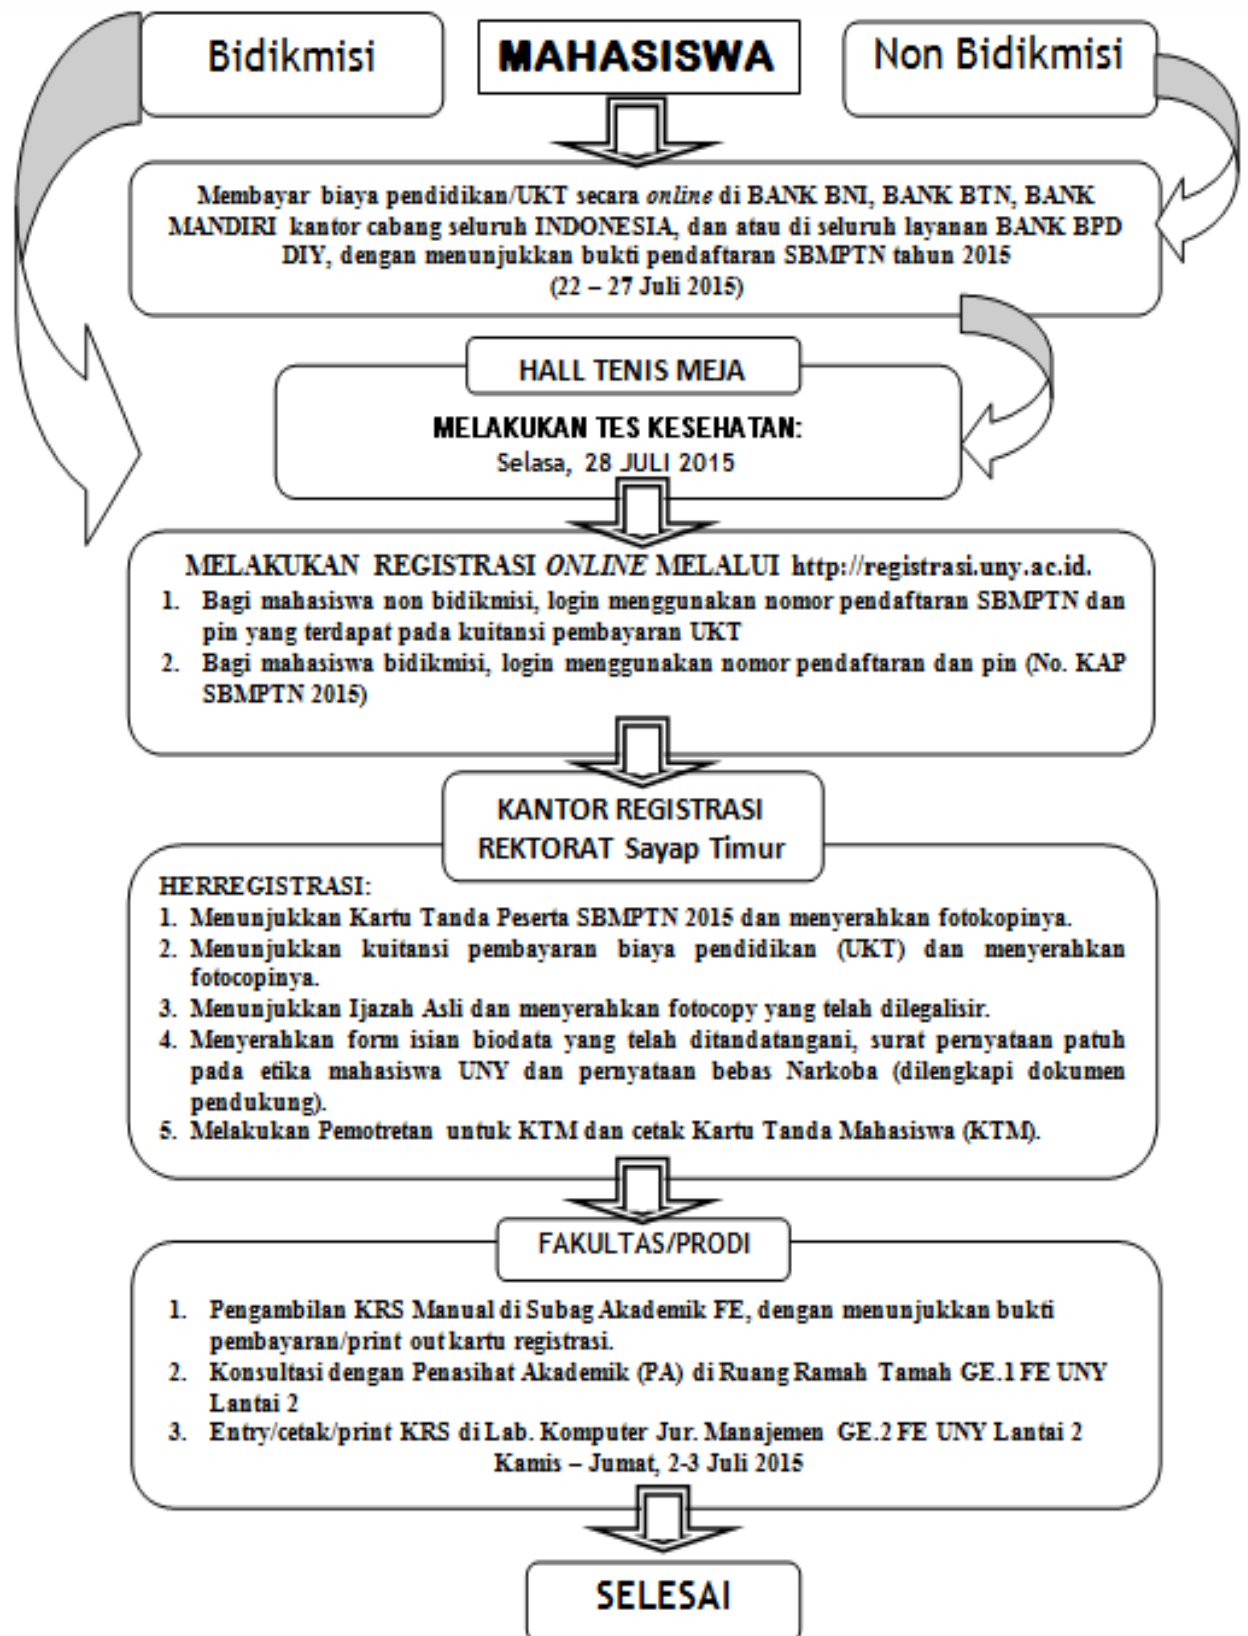 Bidikmisi
MAHASISWA
Non Bidikmisi
Membayar biaya pendidikan/UKT secara online di BANK BNI, BANK BTN, BANK
MANDIRI kantor cabang seluruh INDONESIA, dan atau di seluruh layanan BANK BPD
DIY, dengan menunjukkan bukti pendaftaran SBMPTN tahun 2015
(22 – 27 Juli 2015)
HALL TENIS MEJA
MELAKUKAN TES KESEHATAN:
Selasa, 28 JULI 2015
MELAKUKAN REGISTRASI ONLINE MELALUI http://registrasi.uny.ac.id.
1. Bagi mahasiswa non bidikmisi, login menggunakan nomor pendaftaran SBMPTN dan
pin yang terdapat pada kuitansi pembayaran UKT
2. Bagi mahasiswa bidikmisi, login menggunakan nomor pendaftaran dan pin (No. KAP
SBMPTN 2015)
KANTOR REGISTRASI
REKTORAT Sayap Timur
HERREGISTRASI:
1. Menunjukkan Kartu Tanda Peserta SBMPTN 2015 dan menyerahkan fotokopinya.
2. Menunjukkan kuitansi pembayaran biaya pendidikan (UKT) dan menyerahkan
fotocopinya.
3. Menunjukkan Ijazah Asli dan menyerahkan fotocopy yang telah dilegalisir.
4. Menyerahkan form isian biodata yang telah ditandatangani, surat pernyataan patuh
pada etika mahasiswa UNY dan pernyataan bebas Narkoba (dilengkapi dokumen
pendukung).
5. Melakukan Pemotretan untuk KTM dan cetak Kartu Tanda Mahasiswa (KTM).
FAKULTAS/PRODI
1. Pengambilan KRS Manual di Subag Akademik FE, dengan menunjukkan bukti
pembayaran/print out kartu registrasi.
2. Konsultasi dengan Penasihat Akademik (PA) di Ruang Ramah Tamah GE.1 FE UNY
Lantai 2
3. Entry/cetak/print KRS di Lab. Komputer Jur. Manajemen GE.2 FE UNY Lantai 2
Kamis – Jumat, 2-3 Juli 2015
SELESAI